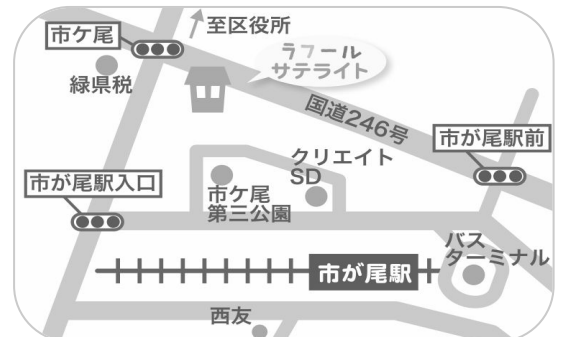 至区役所
市ケ尾
ラフール
サテライト
緑県税
国道246号
市が尾駅前
クリエイト
SD
市が尾駅入口
市ケ尾
第三公園
バス
ターミナル
市が尾駅
西友